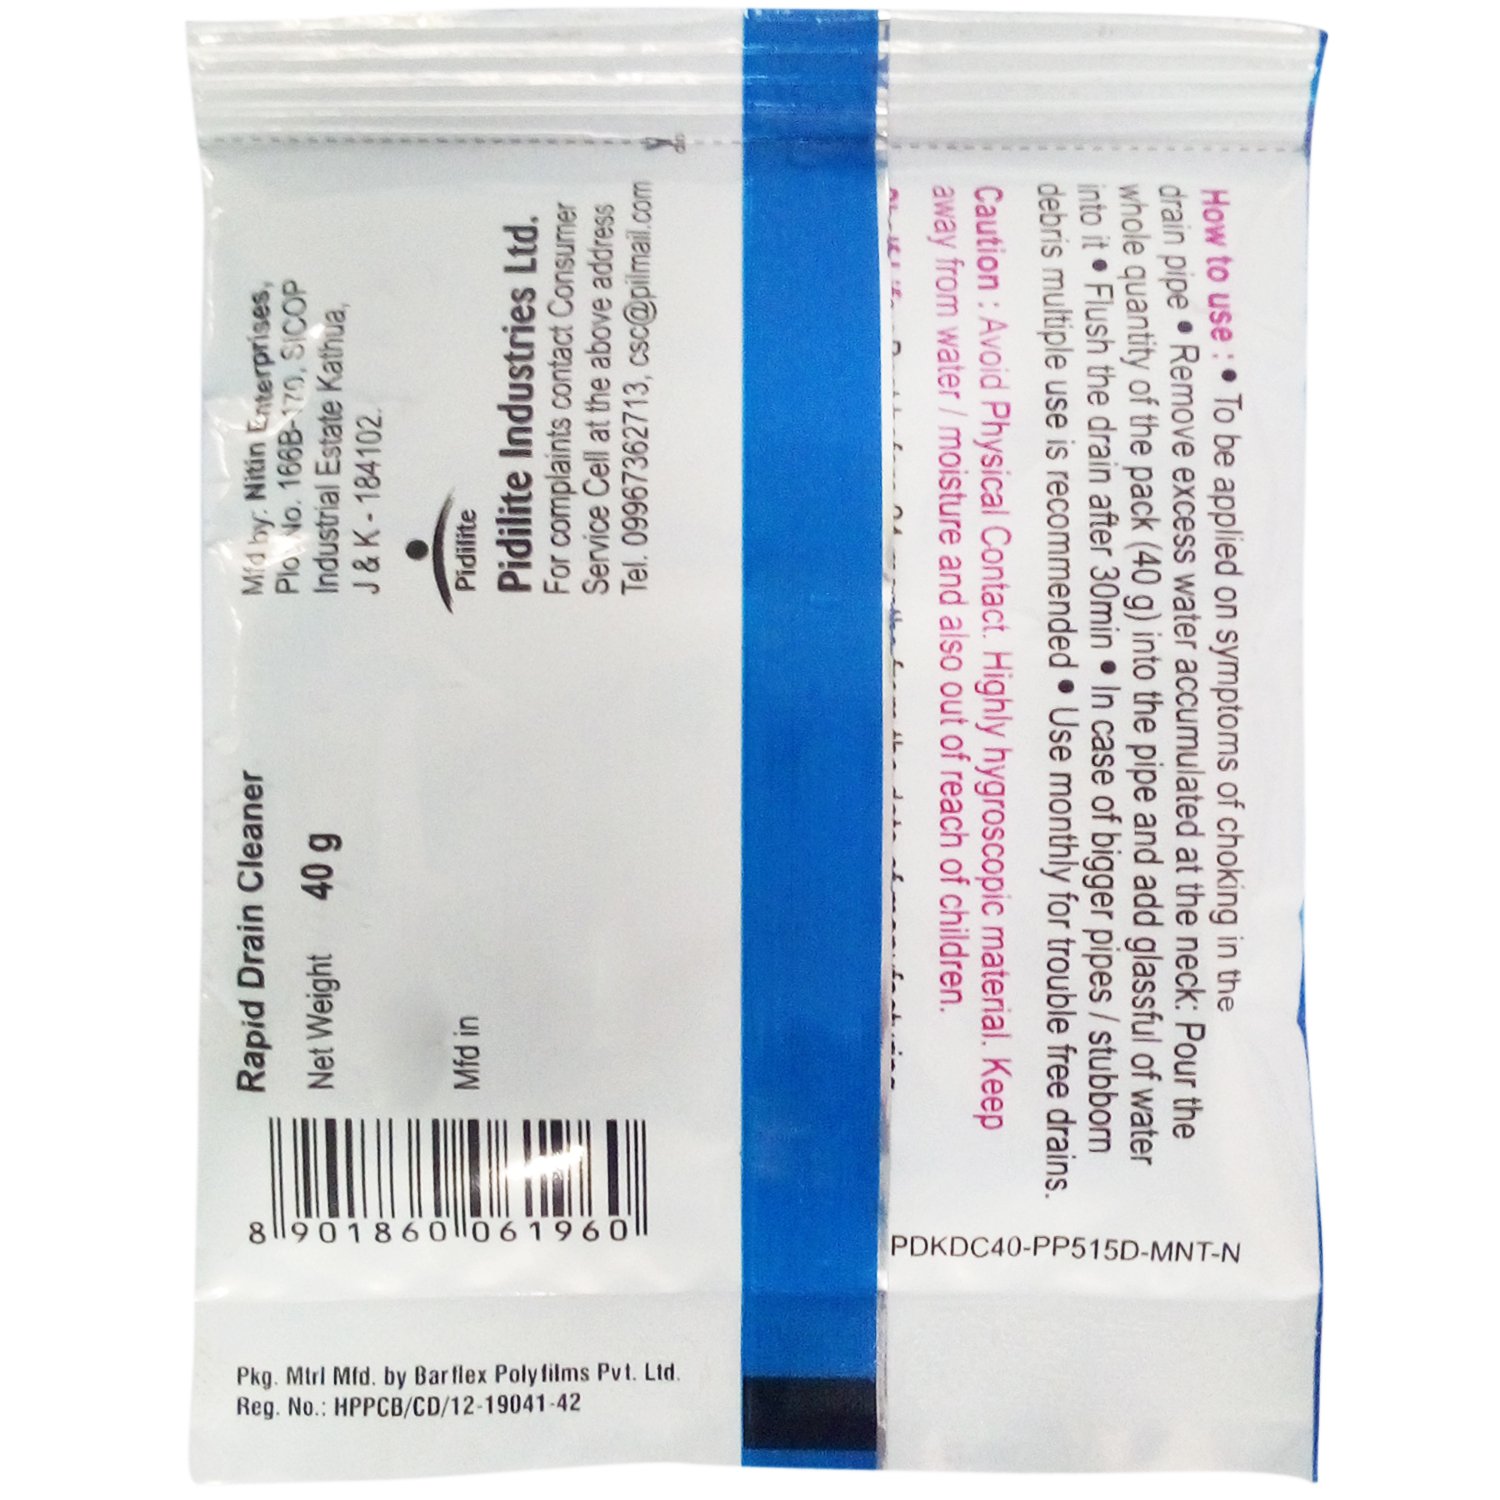 How to use : • To be applied on symptoms of choking in the
drain pipe • Remove excess water accumulated at the neck: Pour the
whole quantity of the pack (40 g) into the pipe and add glassful of water
into it • Flush the drain after 30min • In case of bigger pipes / stubborn
debris multiple use is recommended • Use monthly for trouble free drains.
Caution : Avoid Physical Contact. Highly hygroscopic material. Keep
away from water / moisture and also out of reach of children.
PDKDC40-PP515D-MNT-N
Rapid Drain Cleaner
Net Weight 40 g
Mfd in
Mfd by: Nitin Enterprises,
Plot No. 166B-170, SICOP
Industrial Estate Kathua,
J & K - 184102.
Pidilite
Pidilite Industries Ltd.
For complaints contact Consumer
Service Cell at the above address
Tel. 09967362713, csc@pilmail.com
8 901860 061960
Pkg. Mtrl Mfd. by Barflex Polyfilms Pvt. Ltd.
Reg. No.: HPPCB/CD/12-19041-42